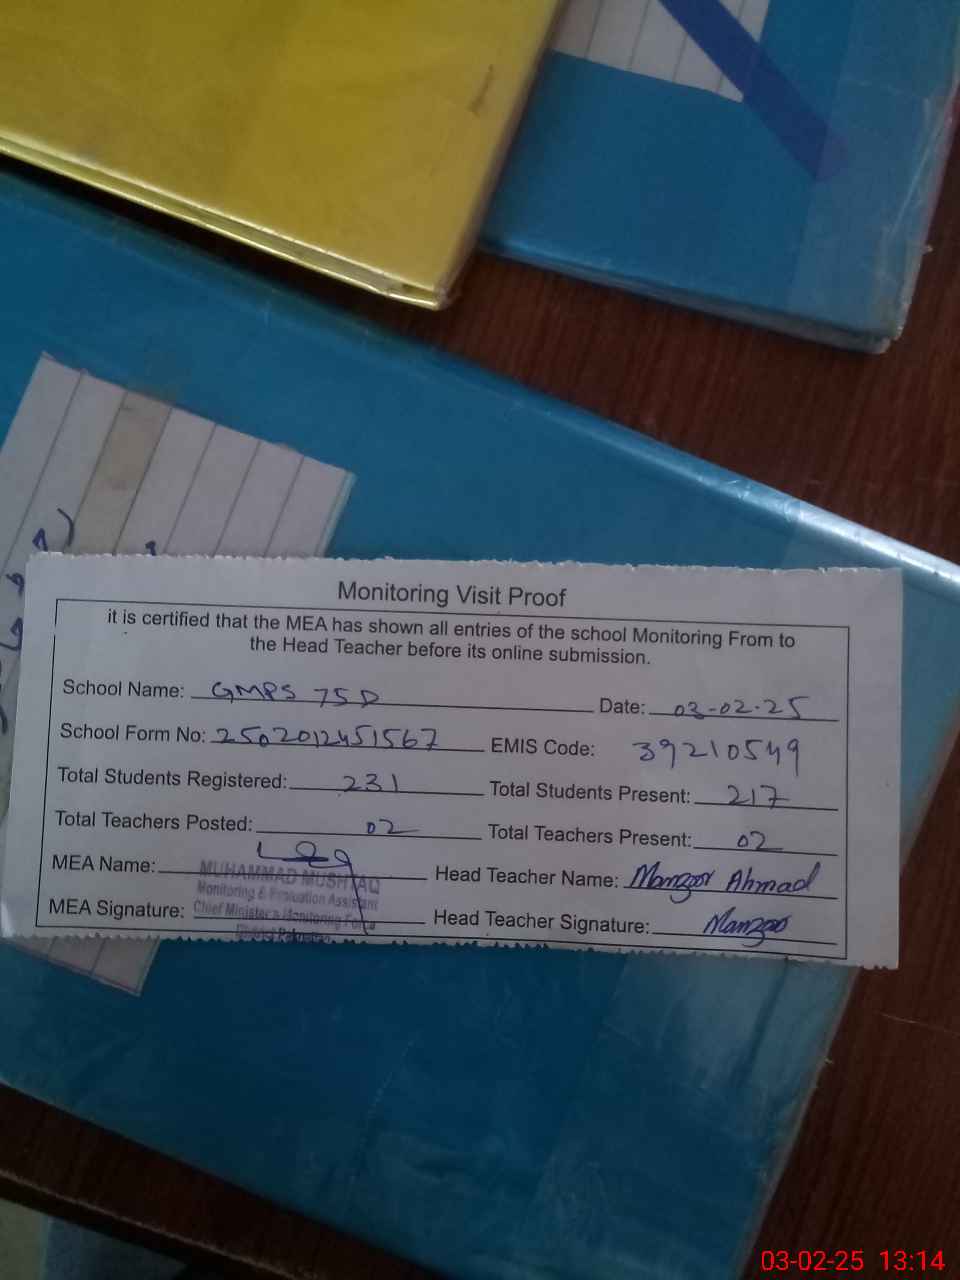 Monitoring Visit Proof
it is certified that the MEA has shown all entries of the school Monitoring From to
the Head Teacher before its online submission.
School Name: GMPS 75D Date: 03-02-25
School Form No: 2502012451567 EMIS Code: 39210549
Total Students Registered: 231 Total Students Present: 217
Total Teachers Posted: 02 Total Teachers Present: 02
MEA Name: Head Teacher Name: Manzoor Ahmad
MUHAMMAD MUSHTAQ
Monitoring & Evaluation Assistant
Chief Minister's Monitoring Force
District Pakpattan
MEA Signature: Head Teacher Signature: Manzoor
03-02-25 13:14